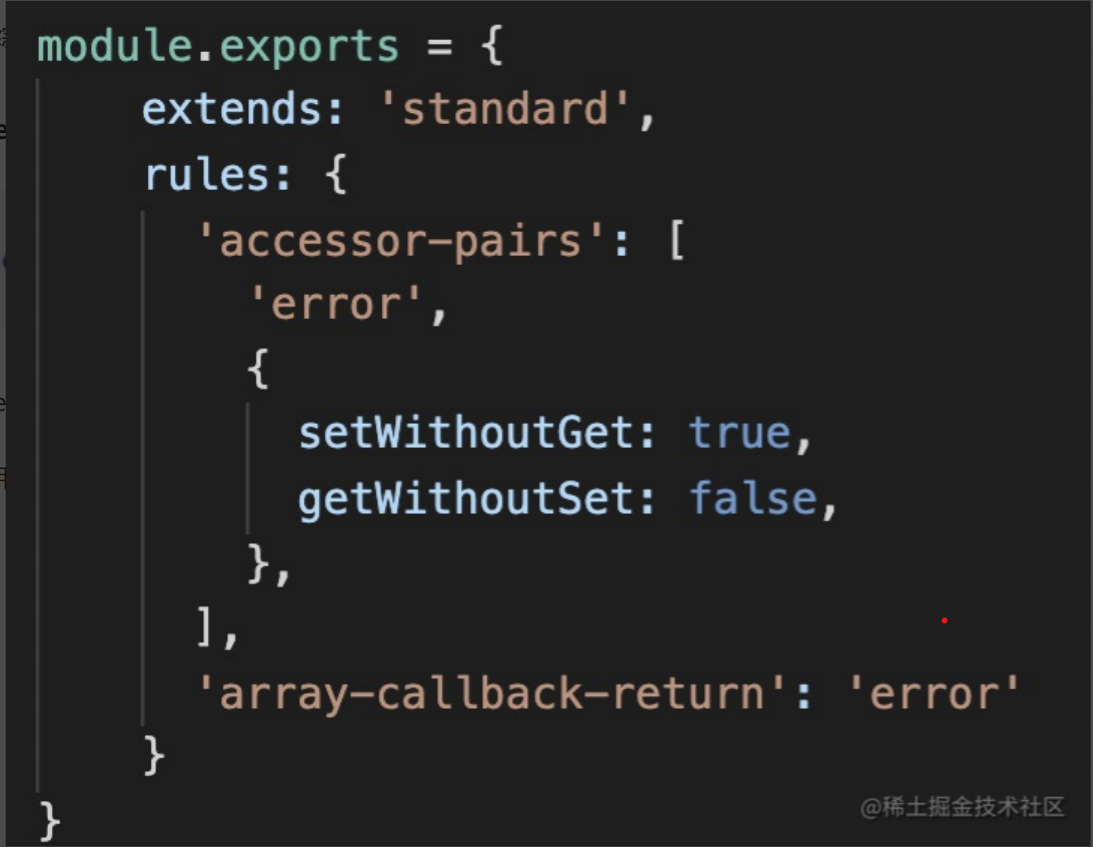 module.exports = {
extends: 'standard',
rules: {
'accessor-pairs': [
'error',
{
setWithoutGet: true,
getWithoutSet: false,
},
],
'array-callback-return': 'error'
}
}
@稀土掘金技术社区